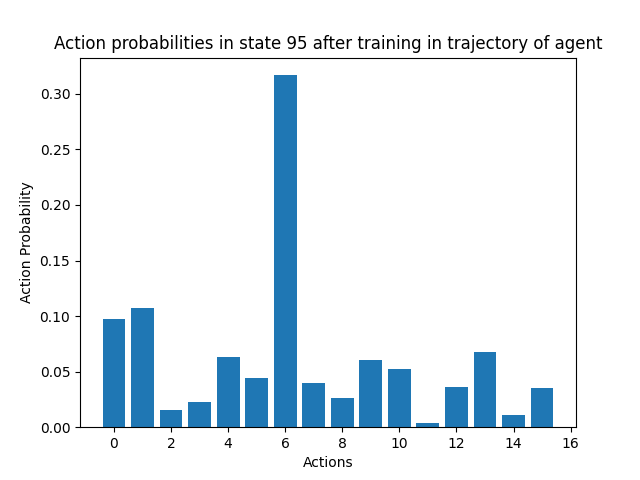 Action probabilities in state 95 after training in trajectory of agent
0.30
0.25
0.20
0.15
0.10
0.05
0.00
Action Probability
0 2 4 6 8 10 12 14 16
Actions